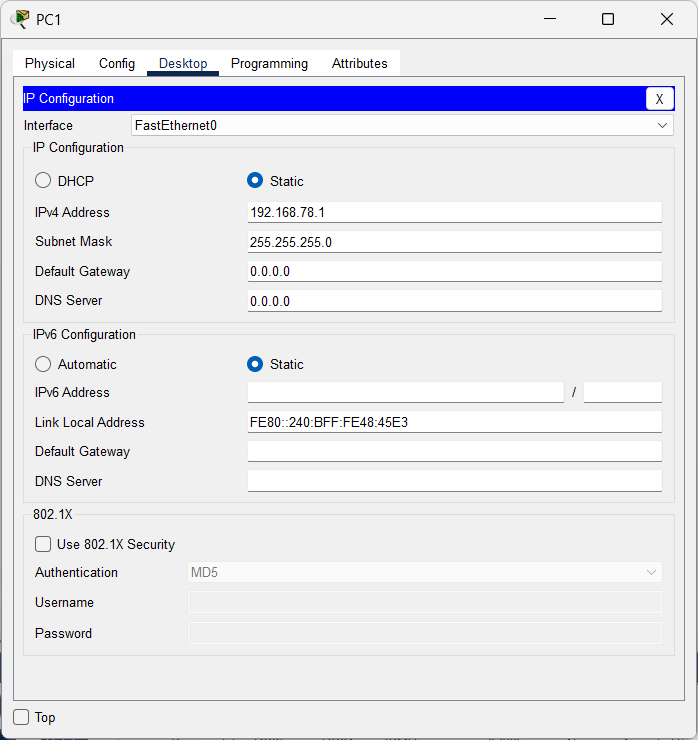 PC1
Physical Config Desktop Programming Attributes
IP Configuration X
Interface FastEthernet0
IP Configuration
DHCP Static
IPv4 Address 192.168.78.1
Subnet Mask 255.255.255.0
Default Gateway 0.0.0.0
DNS Server 0.0.0.0
IPv6 Configuration
Automatic Static
IPv6 Address /
Link Local Address FE80::240:BFF:FE48:45E3
Default Gateway
DNS Server
802.1X
Use 802.1X Security
Authentication MD5
Username
Password
Top